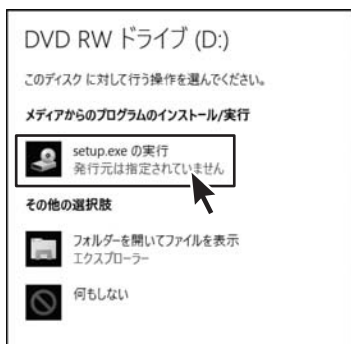 DVD RW ドライブ (D:)
このディスク に対して行う操作を選んでください。
メディアからのプログラムのインストール/実行
setup.exe の実行
発行元は指定されていません
その他の選択肢
フォルダーを開いてファイルを表示
エクスプローラー
何もしない